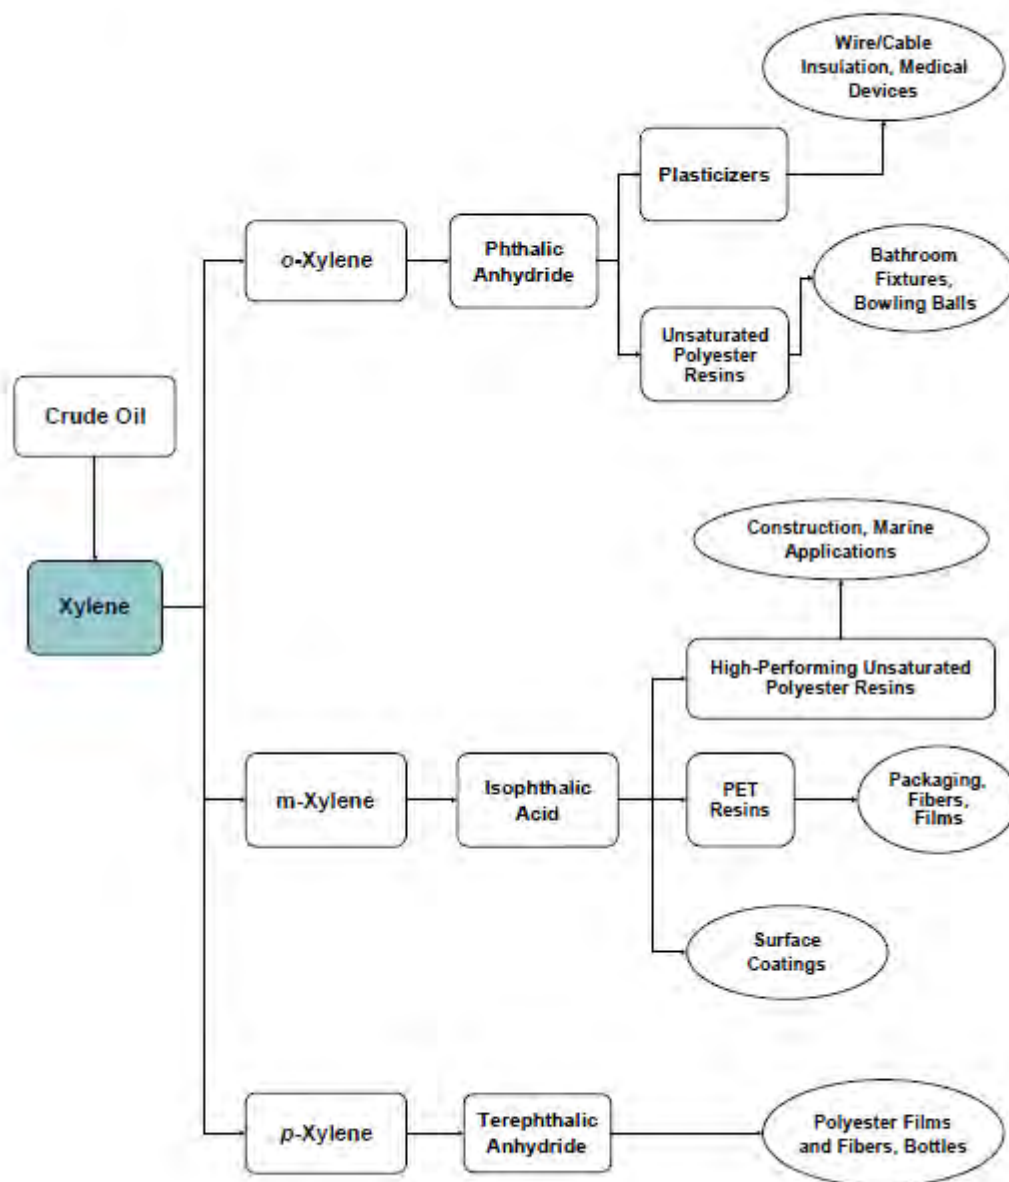 Wire/Cable
Insulation, Medical
Devices
Plasticizers
o-Xylene
Phthalic
Anhydride
Bathroom
Fixtures,
Bowling Balls
Unsaturated
Polyester
Resins
Crude Oil
Xylene
Construction, Marine
Applications
High-Performing Unsaturated
Polyester Resins
m-Xylene
Isophthalic
Acid
PET
Resins
Packaging,
Fibers,
Films
Surface
Coatings
p-Xylene
Terephthalic
Anhydride
Polyester Films
and Fibers, Bottles